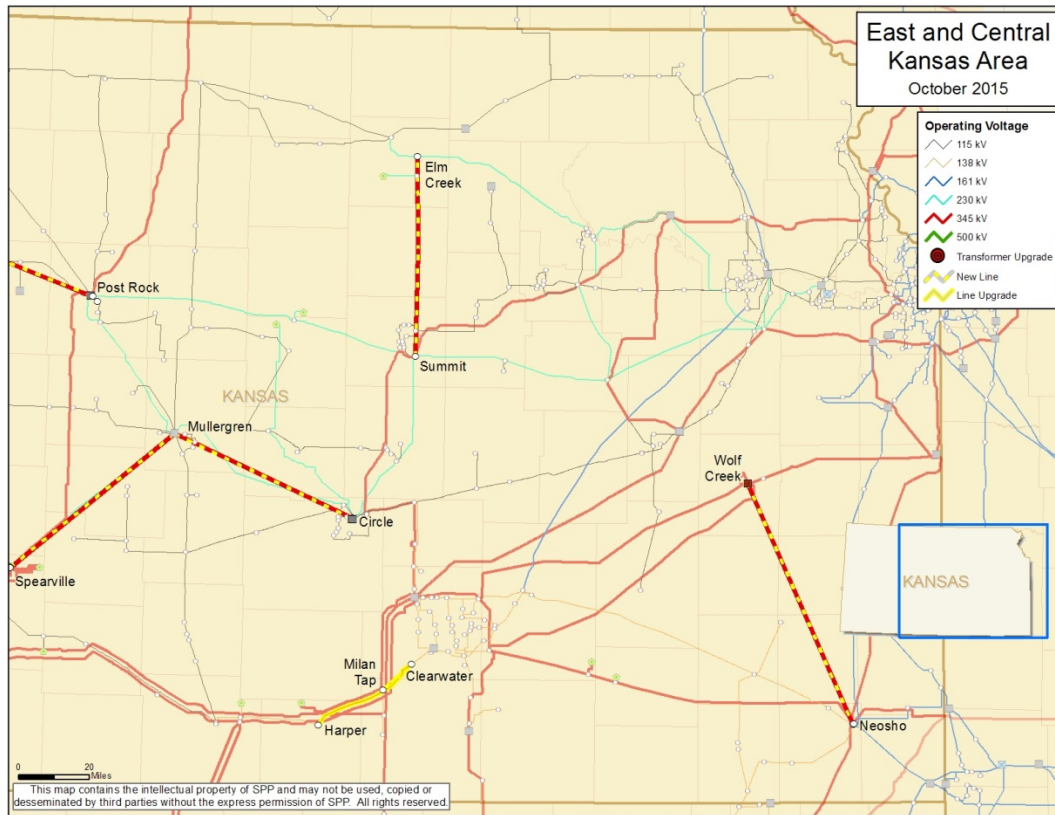 East and Central
Kansas Area
October 2015
Operating Voltage
115 kV
138 kV
161 kV
230 kV
345 kV
500 kV
Transformer Upgrade
New Line
Line Upgrade
Elm
Creek
Post Rock
Summit
KANSAS
Mullergren
Wolf
Creek
Circle
Spearville
KANSAS
Milan
Tap
Clearwater
Harper
Neosho
0 20
Miles
This map contains the intellectual property of SPP and may not be used, copied or
desseminated by third parties without the express permission of SPP. All rights reserved.